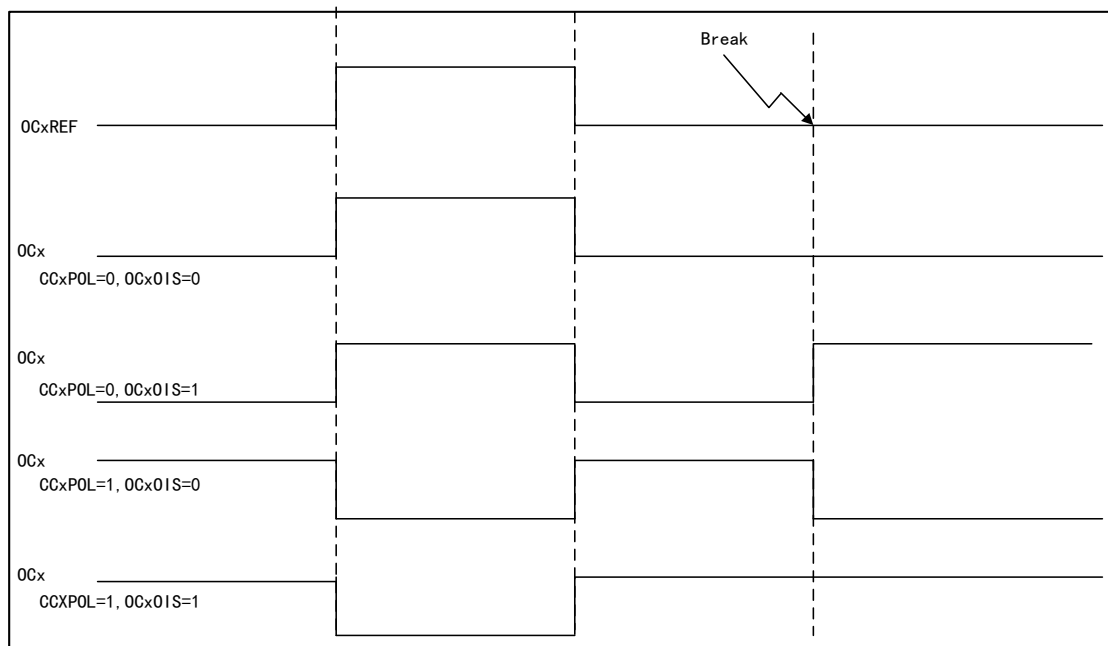 Break
OCxREF
OCx
CCxPOL=0,OCxOIS=0
OCx
CCxPOL=0,OCxOIS=1
OCx
CCxPOL=1,OCxOIS=0
OCx
CCXPOL=1,OCxOIS=1